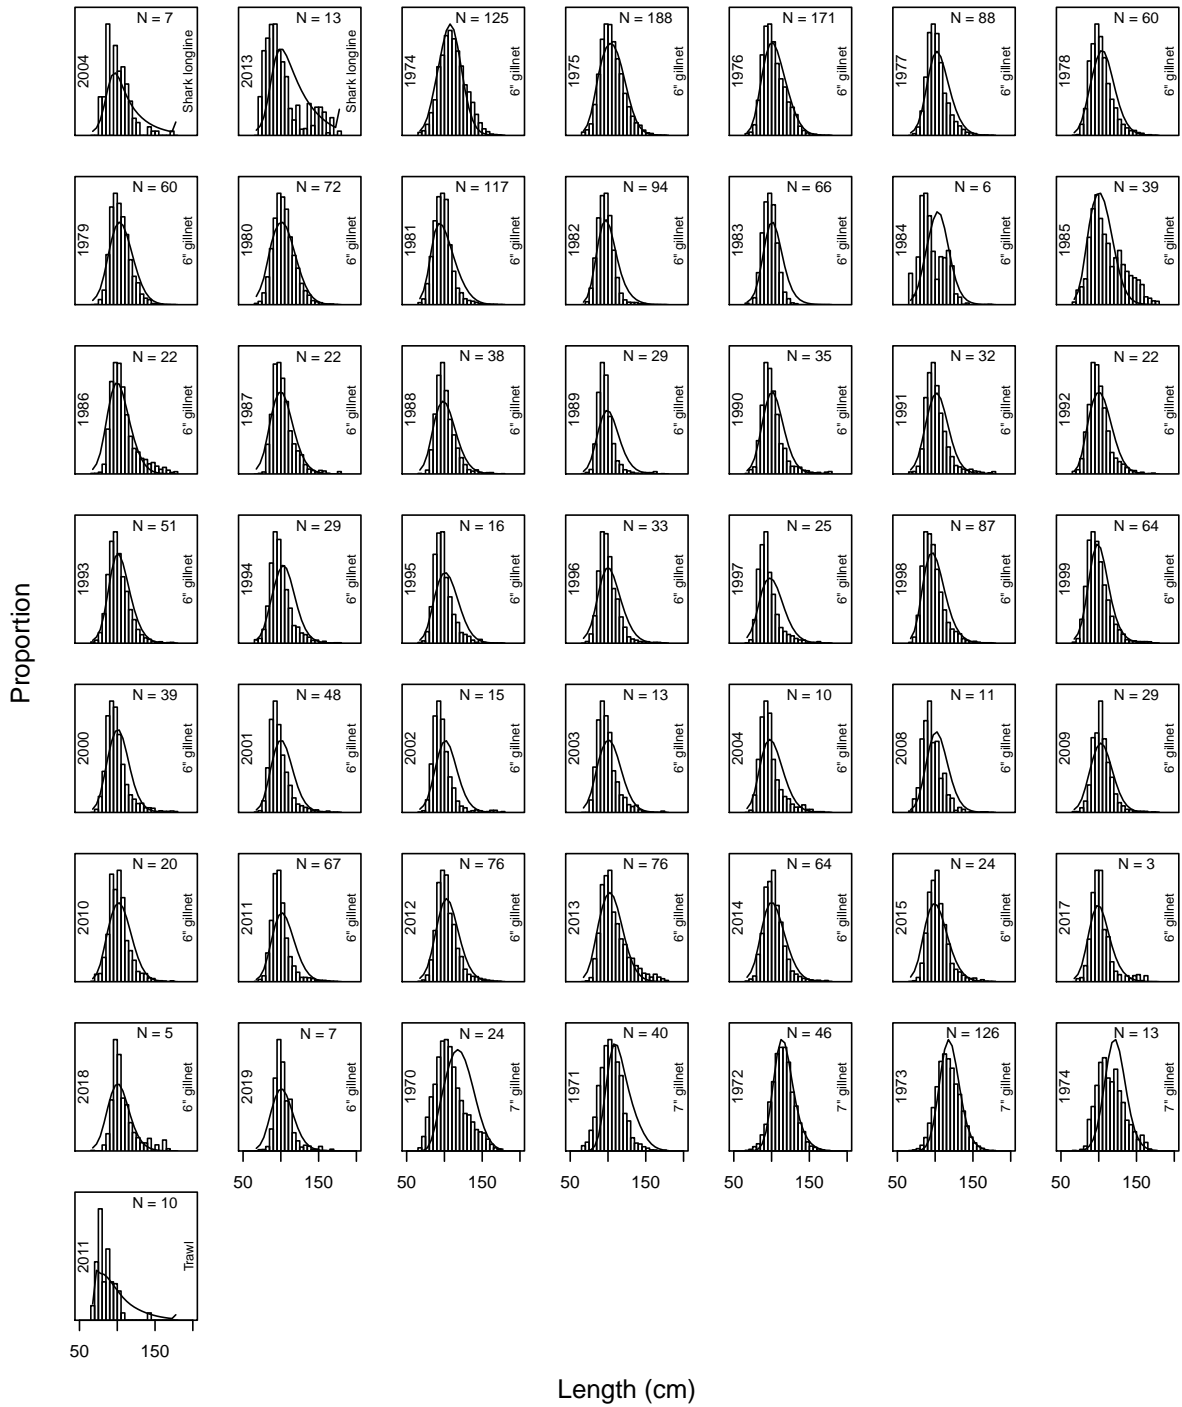 N = 7
2004
Shark longline
N = 13
2013
Shark longline
N = 125
1974
6" gillnet
N = 188
1975
6" gillnet
N = 171
1976
6" gillnet
N = 88
1977
6" gillnet
N = 60
1978
6" gillnet
N = 60
1979
6" gillnet
N = 72
1980
6" gillnet
N = 117
1981
6" gillnet
N = 94
1982
6" gillnet
N = 66
1983
6" gillnet
N = 6
1984
6" gillnet
N = 39
1985
6" gillnet
N = 22
1986
6" gillnet
N = 22
1987
6" gillnet
N = 38
1988
6" gillnet
N = 29
1989
6" gillnet
N = 35
1990
6" gillnet
N = 32
1991
6" gillnet
N = 22
1992
6" gillnet
N = 51
1993
6" gillnet
N = 29
1994
6" gillnet
N = 16
1995
6" gillnet
N = 33
1996
6" gillnet
N = 25
1997
6" gillnet
N = 87
1998
6" gillnet
N = 64
1999
6" gillnet
N = 39
2000
6" gillnet
N = 48
2001
6" gillnet
N = 15
2002
6" gillnet
N = 13
2003
6" gillnet
N = 10
2004
6" gillnet
N = 11
2008
6" gillnet
N = 29
2009
6" gillnet
N = 20
2010
6" gillnet
N = 67
2011
6" gillnet
N = 76
2012
6" gillnet
N = 76
2013
6" gillnet
N = 64
2014
6" gillnet
N = 24
2015
6" gillnet
N = 3
2017
6" gillnet
N = 5
2018
6" gillnet
N = 7
2019
6" gillnet
N = 24
1970
7" gillnet
N = 40
1971
7" gillnet
N = 46
1972
7" gillnet
N = 126
1973
7" gillnet
N = 13
1974
7" gillnet
150 50 150 50 150
50 150 50 150
N = 10
2011
Trawl
50 150
Proportion
Length (cm)